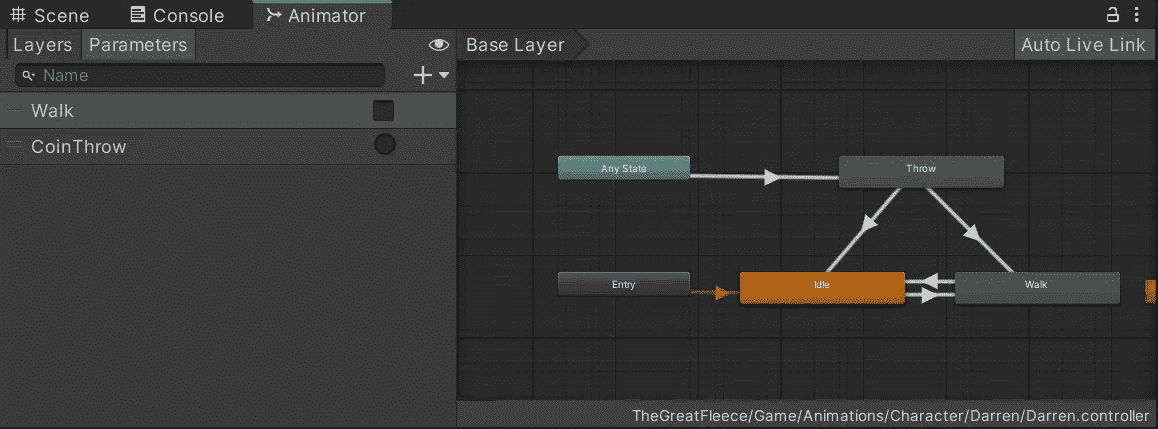 Scene Console Animator
Layers Parameters Base Layer Auto Live Link
Name
Walk
CoinThrow
Any State Throw
Entry Idle Walk
TheGreatFleece/Game/Animations/Character/Darren/Darren.controller